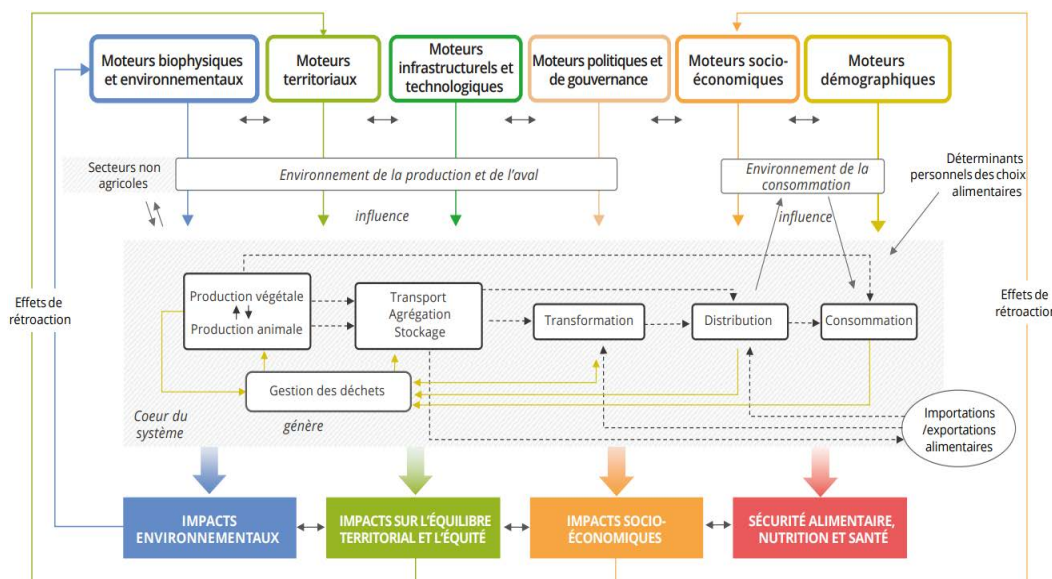 Moteurs biophysiques
et environnementaux
Moteurs
territoriaux
Moteurs
infrastructurels et
technologiques
Moteurs politiques et
de gouvernance
Moteurs socio-
économiques
Moteurs
démographiques
Secteurs non
agricoles
Environnement de la production et de l'aval
Environnement de la
consommation
Déterminants
personnels des choix
alimentaires
influence
influence
Effets de
rétroaction
Production végétale
Production animale
Transport
Agrégation
Stockage
Transformation
Distribution
Consommation
Effets de
rétroaction
Gestion des déchets
Coeur du
système
génère
Importations
/exportations
alimentaires
IMPACTS
ENVIRONNEMENTAUX
IMPACTS SUR L'ÉQUILIBRE
TERRITORIAL ET L'ÉQUITÉ
IMPACTS SOCIO-
ÉCONOMIQUES
SÉCURITÉ ALIMENTAIRE,
NUTRITION ET SANTÉ